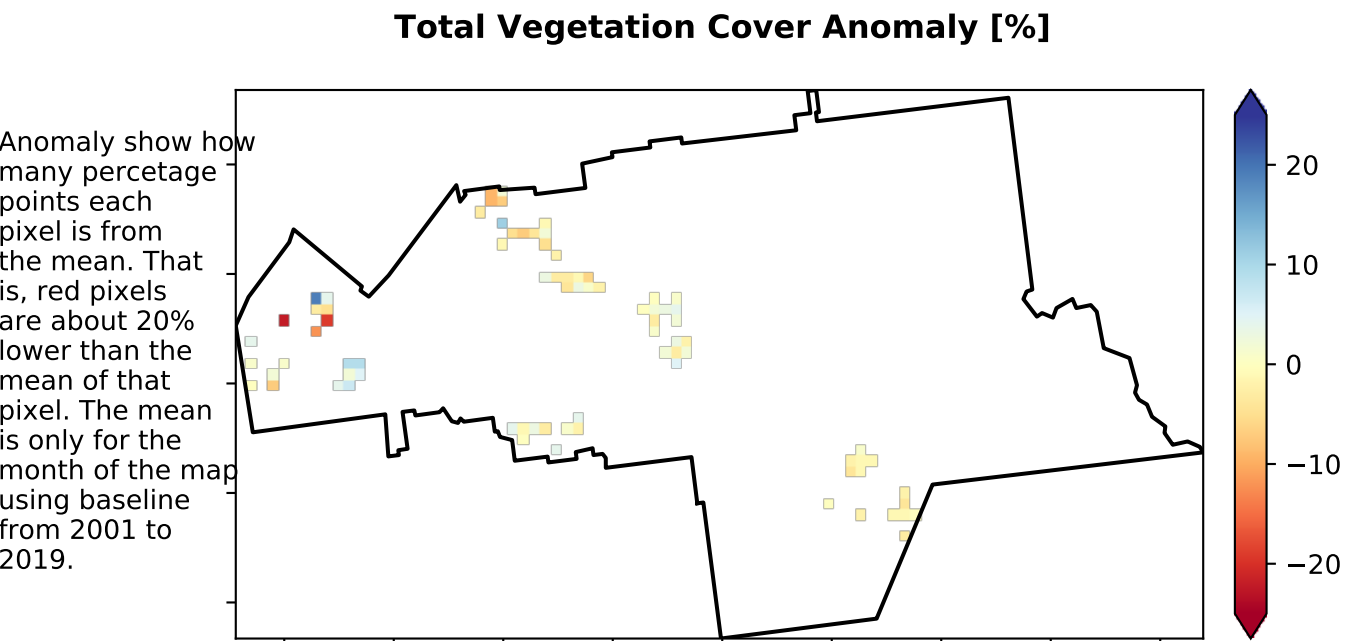 Total Vegetation Cover Anomaly [%]
Anomaly show how
many percetage
points each
pixel is from
the mean. That
is, red pixels
are about 20%
lower than the
mean of that
pixel. The mean
is only for the
month of the map
using baseline
from 2001 to
2019.
20
10
0
−10
−20